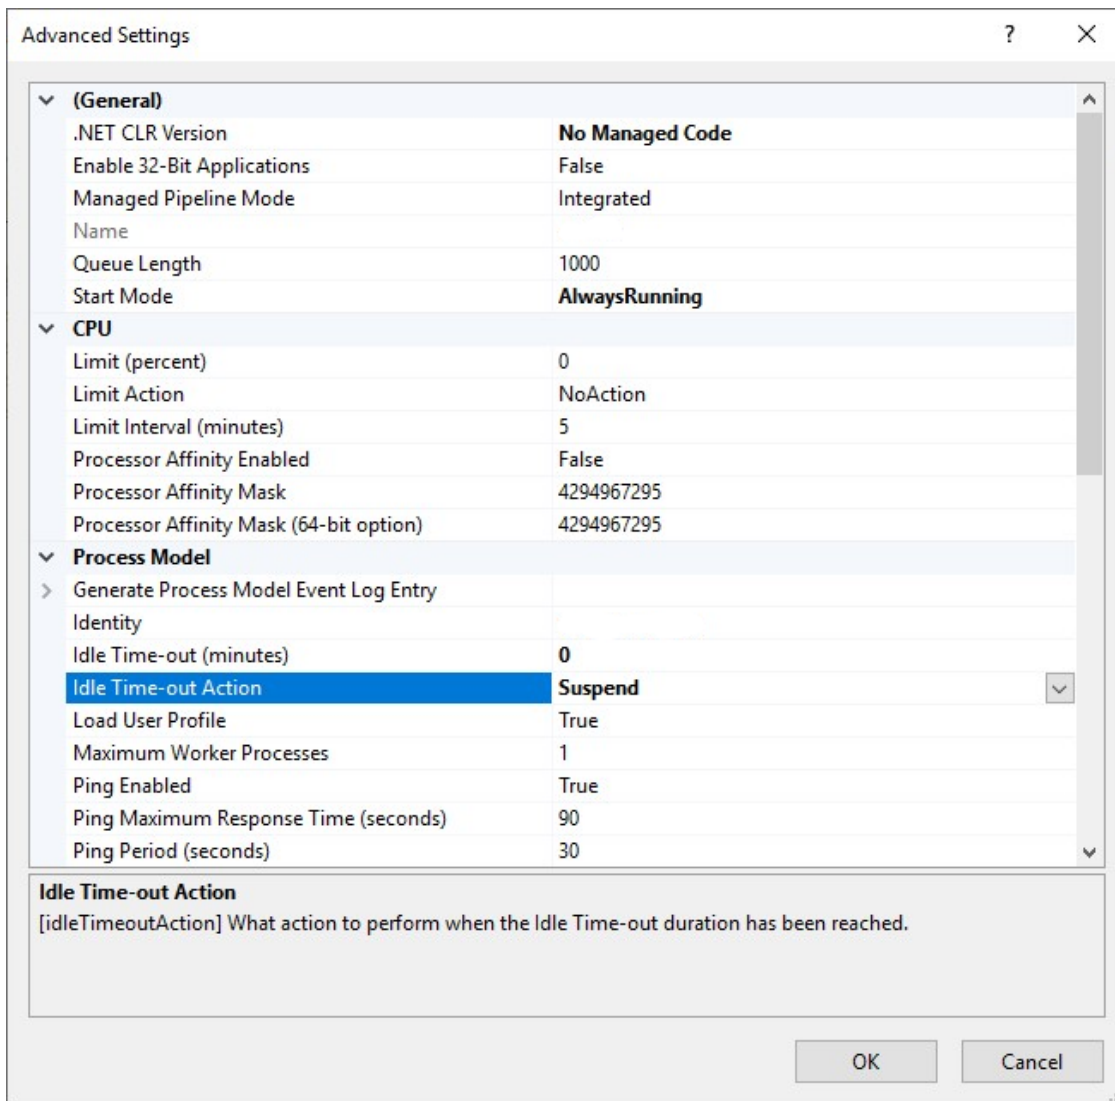 Advanced Settings ?
(General)
.NET CLR Version No Managed Code
Enable 32-Bit Applications False
Managed Pipeline Mode Integrated
Name
Queue Length 1000
Start Mode AlwaysRunning
CPU
Limit (percent) 0
Limit Action NoAction
Limit Interval (minutes) 5
Processor Affinity Enabled False
Processor Affinity Mask 4294967295
Processor Affinity Mask (64-bit option) 4294967295
Process Model
Generate Process Model Event Log Entry
Identity
Idle Time-out (minutes) 0
Idle Time-out Action Suspend
Load User Profile True
Maximum Worker Processes 1
Ping Enabled True
Ping Maximum Response Time (seconds) 90
Ping Period (seconds) 30
Idle Time-out Action
[idleTimeoutAction] What action to perform when the Idle Time-out duration has been reached.
OK Cancel